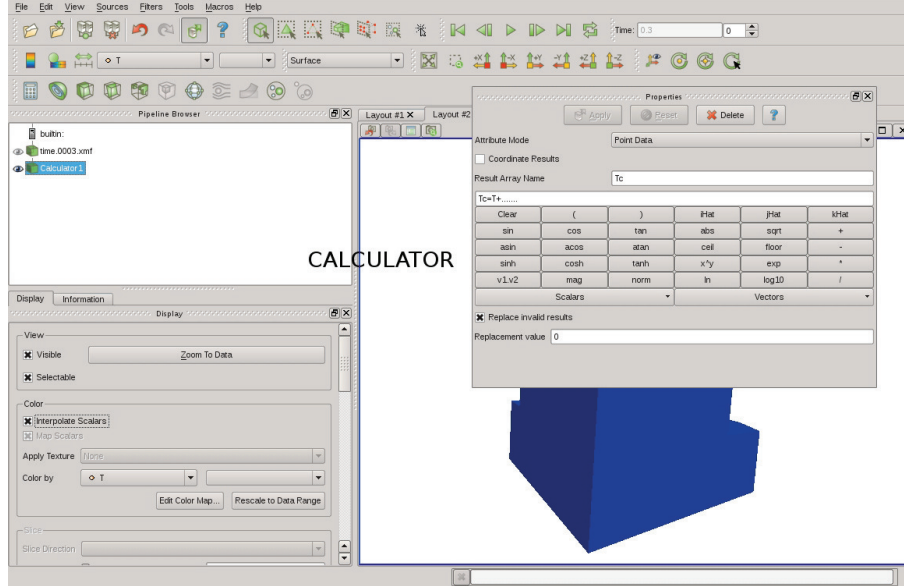 File Edit View Sources Filters Tools Macros Help
Time: 0.3 0
T Surface
Pipeline Browser
builtin:
time.0003.xmf
Calculator1
Layout #1 Layout #2
Properties
Apply Reset Delete ?
Attribute Mode Point Data
Coordinate Results
Result Array Name Tc
Tc=T+.......
Clear ( ) iHat jHat kHat
sin cos tan abs sqrt +
asin acos atan ceil floor -
sinh cosh tanh x^y exp *
v1.v2 mag norm ln log10 /
Scalars Vectors
Replace invalid results
Replacement value 0
CALCULATOR
Display Information
Display
View
Visible Zoom To Data
Selectable
Color
Interpolate Scalars
Map Scalars
Apply Texture None
Color by T
Edit Color Map... Rescale to Data Range
Slice
Slice Direction